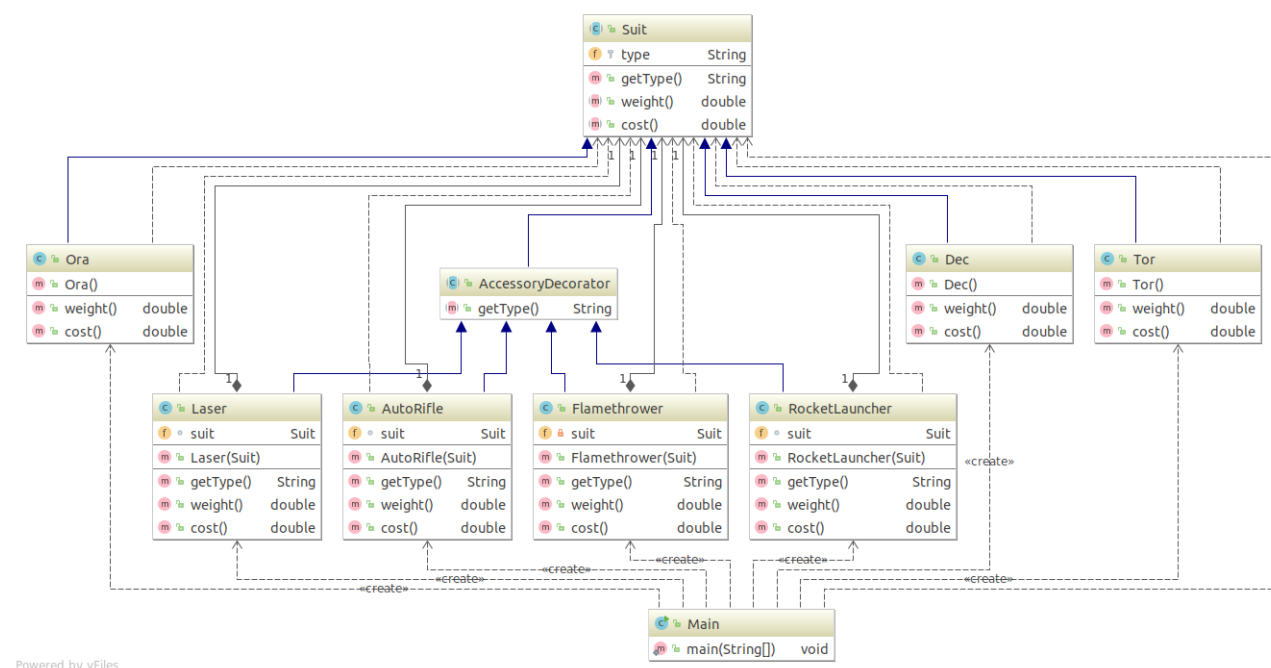 Suit
type String
getType() String
weight() double
cost() double
1 1 1 1
Ora
Ora()
weight() double
cost() double
AccessoryDecorator
getType() String
Dec
Dec()
weight() double
cost() double
Tor
Tor()
weight() double
cost() double
1 1 1 1
Laser
suit Suit
Laser(Suit)
getType() String
weight() double
cost() double
AutoRifle
suit Suit
AutoRifle(Suit)
getType() String
weight() double
cost() double
Flamethrower
suit Suit
Flamethrower(Suit)
getType() String
weight() double
cost() double
RocketLauncher
suit Suit
RocketLauncher(Suit)
getType() String
weight() double
cost() double
«create»
«create» «create»
«create»
«create» «create»
«create»
Main
main(String[]) void
Powered by yFiles